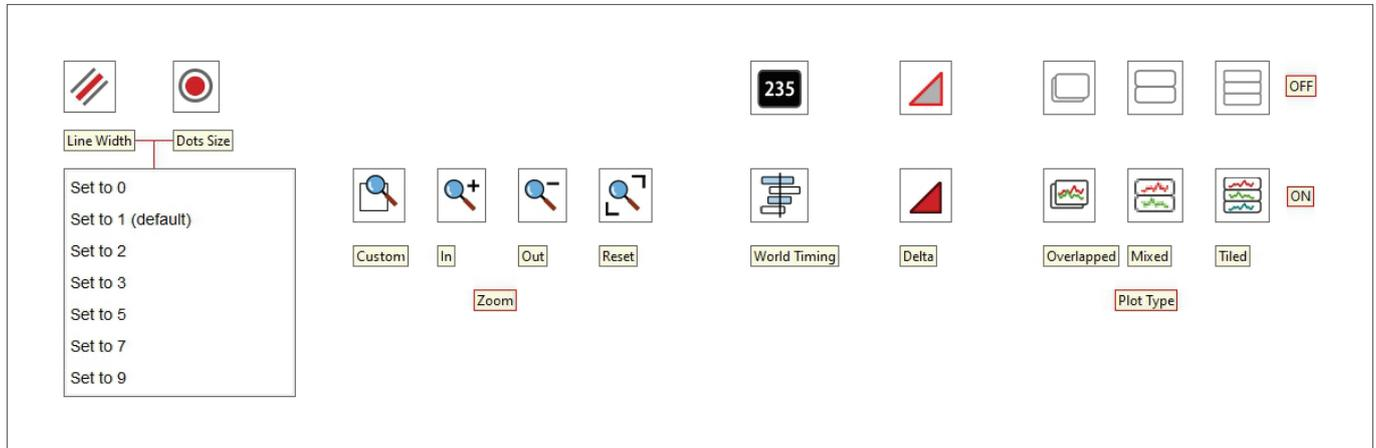 235
OFF
Line Width
Dots Size
Set to 0
Set to 1 (default)
Set to 2
Set to 3
Set to 5
Set to 7
Set to 9
ON
Custom
In
Out
Reset
World Timing
Delta
Overlapped
Mixed
Tiled
Zoom
Plot Type